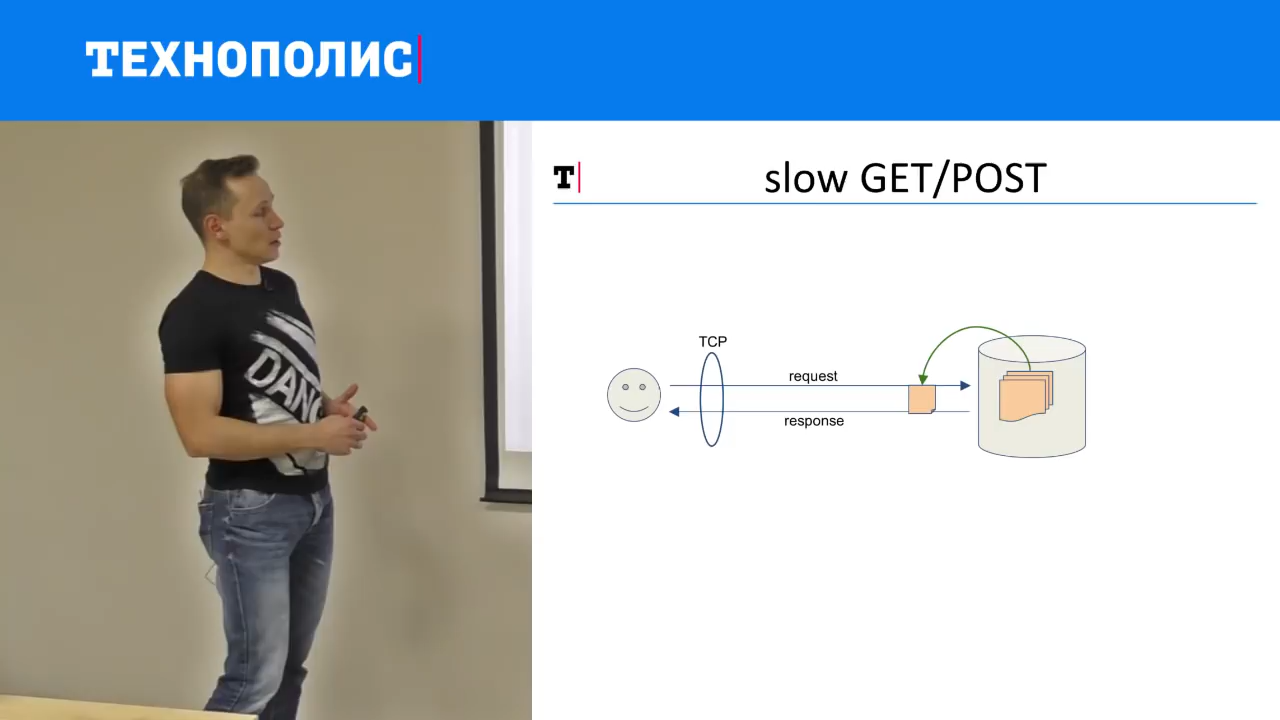 ТЕХНОПОЛИС
T
slow GET/POST
TCP
request
response
DANC